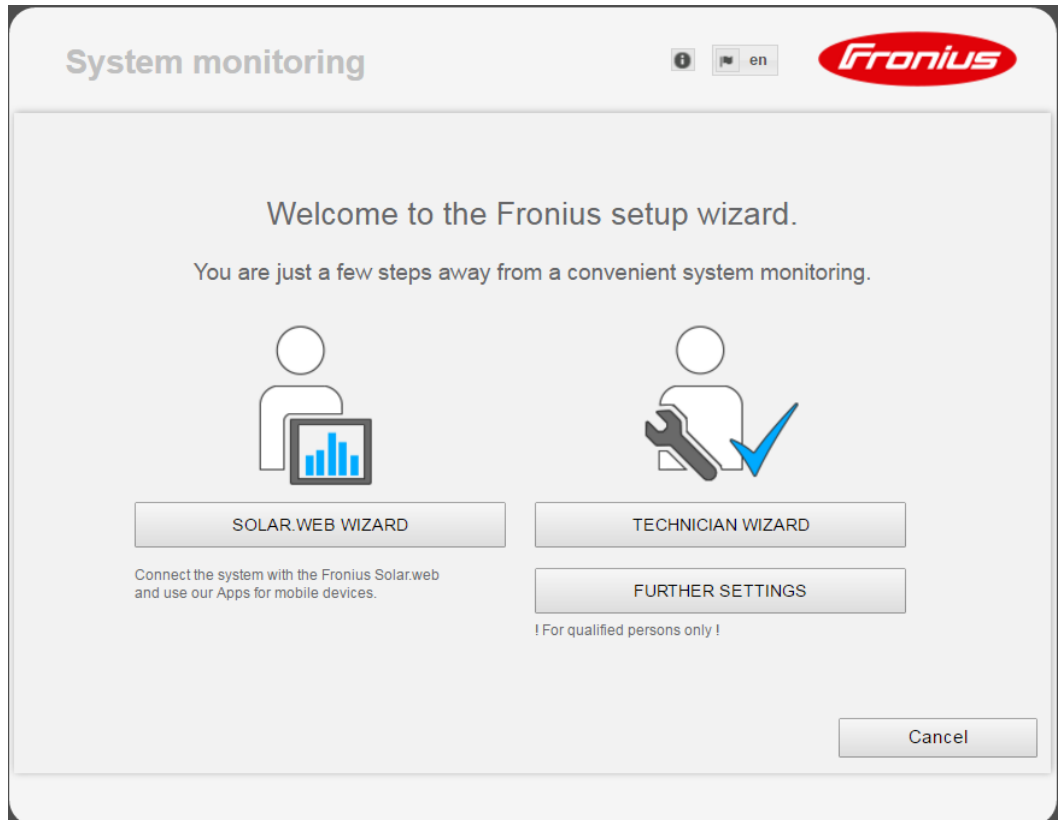 System monitoring
en
Fronius
Welcome to the Fronius setup wizard.
You are just a few steps away from a convenient system monitoring.
SOLAR.WEB WIZARD
Connect the system with the Fronius Solar.web
and use our Apps for mobile devices.
TECHNICIAN WIZARD
FURTHER SETTINGS
! For qualified persons only !
Cancel